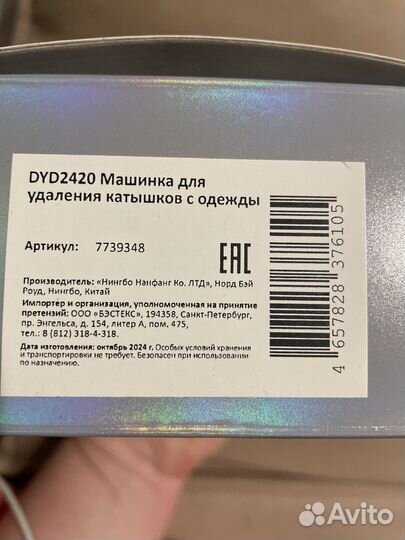 DYD2420 Машинка для
удаления катышков с одежды
Артикул: 7739348
EAC
Производитель: «Нингбо Нанфанг Ко. ЛТД», Норд Бэй
Роуд, Нингбо, Китай
Импортер и организация, уполномоченная на принятие
претензий: ООО «БЭСТЕКС», 194358, Санкт-Петербург,
пр. Энгельса, д. 154, литер А, пом. 475,
тел.: 8 (812) 318-4-318.
Дата изготовления: октябрь 2024 г. Особых условий хранения
и транспортировки не требует. Безопасен при использовании
по назначению.
4 657828 376105
Avito